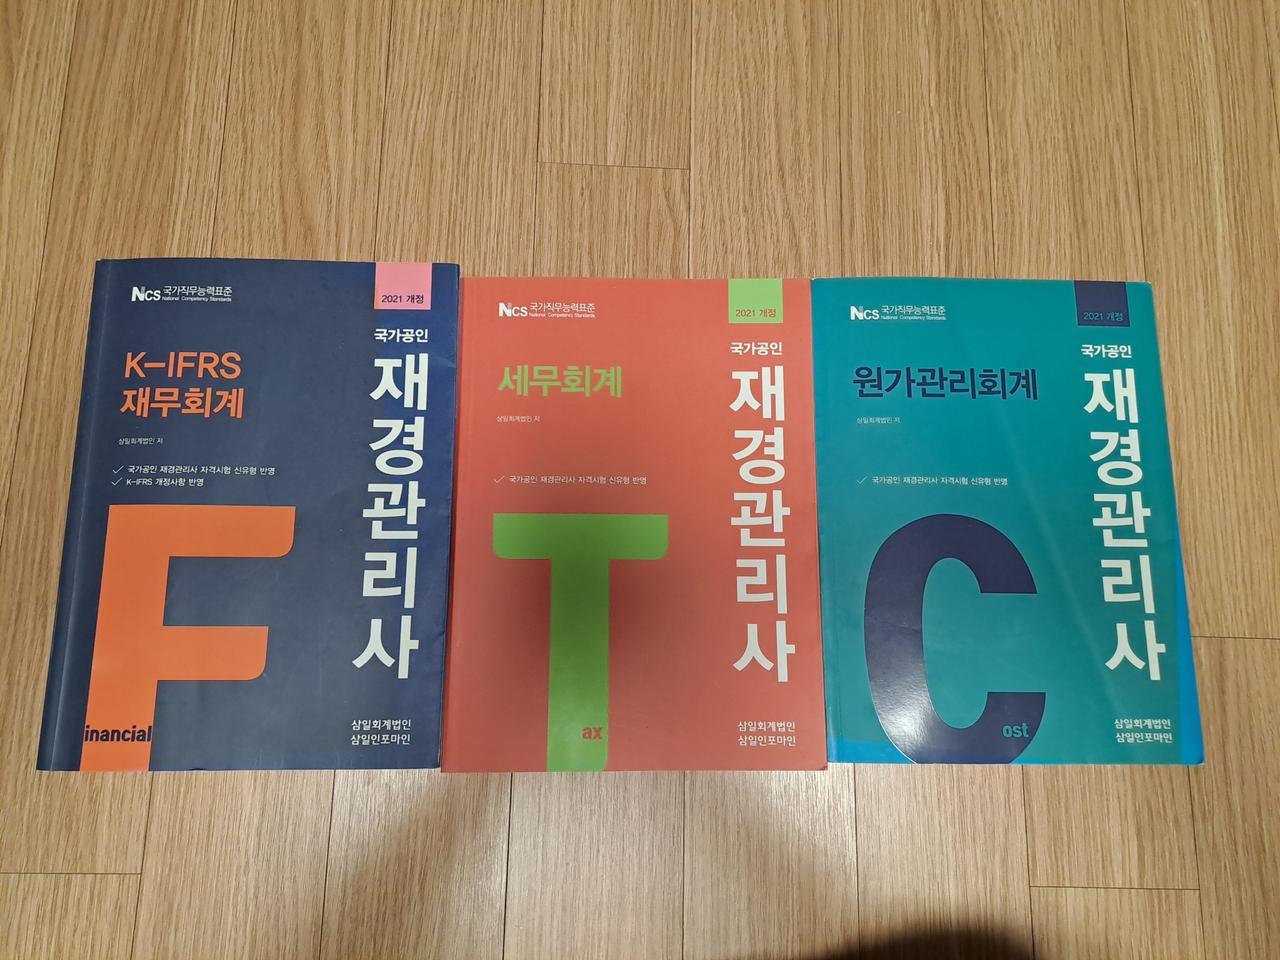 NCS 국가직무능력표준
National Competency Standards
2021 개정
국가공인
재경관리사
K-IFRS
재무회계
삼일회계법인 저
국가공인 재경관리사 자격시험 신유형 반영
K-IFRS 개정사항 반영
Financial
삼일회계법인
삼일인포마인
NCS 국가직무능력표준
National Competency Standards
2021 개정
국가공인
재경관리사
세무회계
삼일회계법인 저
국가공인 재경관리사 자격시험 신유형 반영
Tax
삼일회계법인
삼일인포마인
NCS 국가직무능력표준
National Competency Standards
2021 개정
국가공인
재경관리사
원가관리회계
삼일회계법인 저
국가공인 재경관리사 자격시험 신유형 반영
Cost
삼일회계법인
삼일인포마인